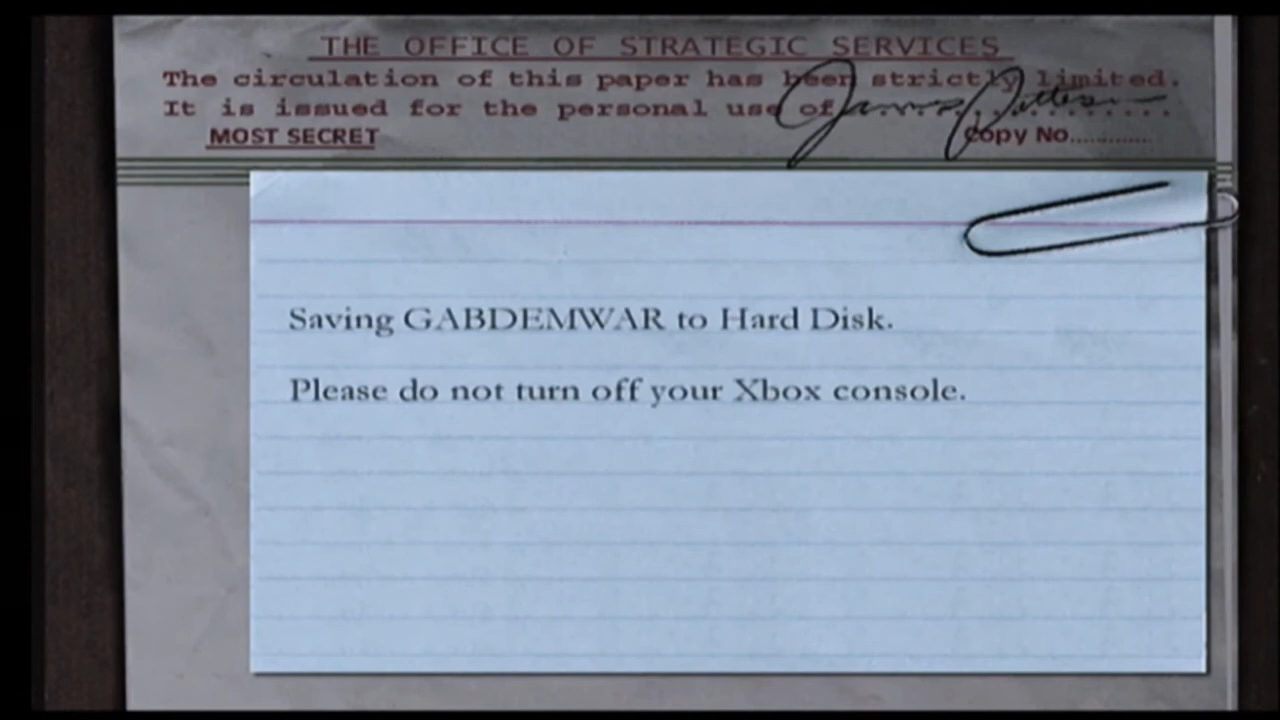 THE OFFICE OF STRATEGIC SERVICES
The circulation of this paper has been strictly limited.
It is issued for the personal use of..................
MOST SECRET
Copy No.............
Saving GABDEMWAR to Hard Disk.
Please do not turn off your Xbox console.